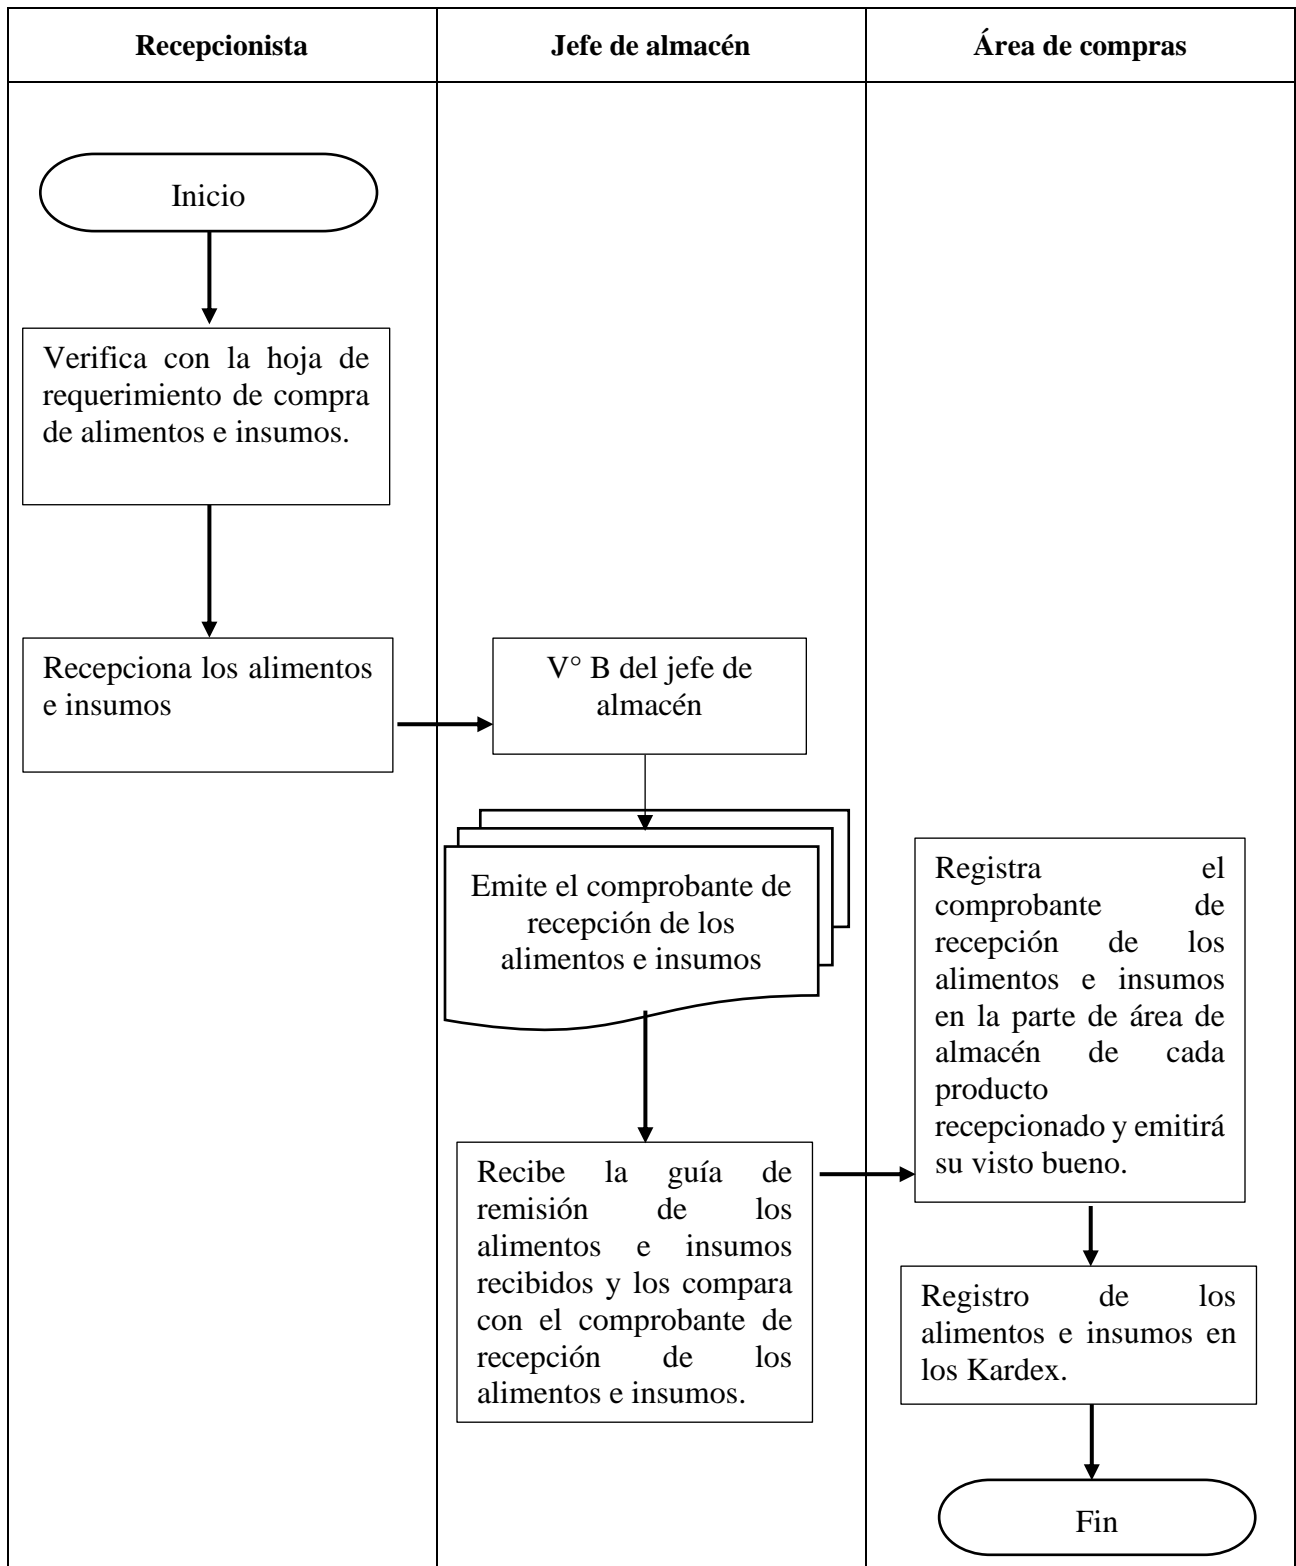 Recepcionista
Jefe de almacén
Área de compras
Inicio
Verifica con la hoja de
requerimiento de compra
de alimentos e insumos.
Recepciona los alimentos
e insumos
V° B del jefe de
almacén
Emite el comprobante de
recepción de los
alimentos e insumos
Recibe la guía de
remisión de los
alimentos e insumos
recibidos y los compara
con el comprobante de
recepción de los
alimentos e insumos.
Registra el
comprobante de
recepción de los
alimentos e insumos
en la parte de área de
almacén de cada
producto
recepcionado y emitirá
su visto bueno.
Registro de los
alimentos e insumos en
los Kardex.
Fin